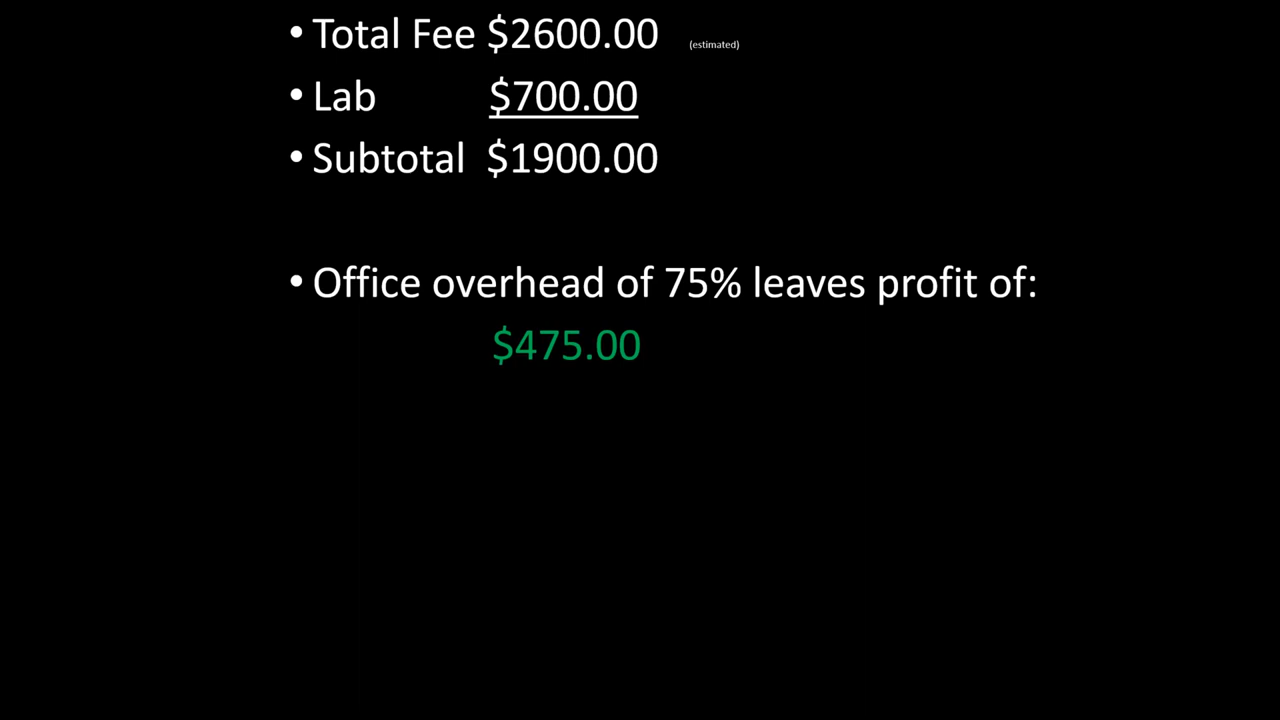 • Total Fee $2600.00 (estimated)
• Lab $700.00
• Subtotal $1900.00
• Office overhead of 75% leaves profit of:
$475.00